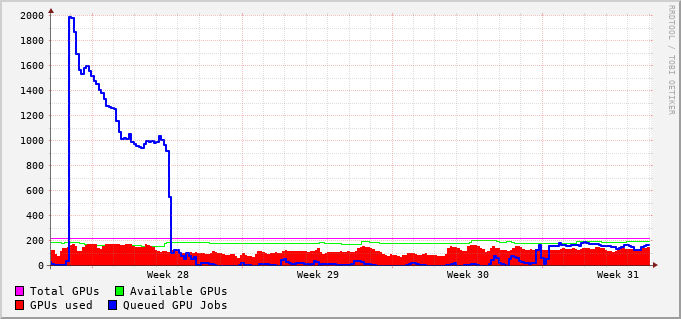 2000
1800
1600
1400
1200
1000
800
600
400
200
0
Week 28 Week 29 Week 30 Week 31
Total GPUs Available GPUs
GPUs used Queued GPU Jobs
RRDTOOL / TOBI OETIKER